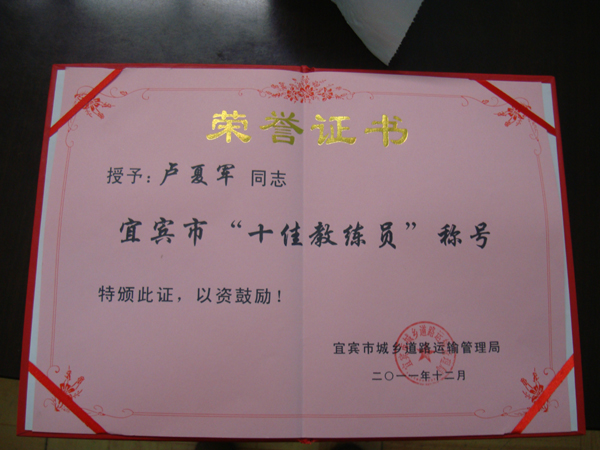 荣誉证书
授予：卢夏军 同志
宜宾市“十佳教练员”称号
特颁此证，以资鼓励！
宜宾市城乡道路运输管理局
二〇一一年十二月